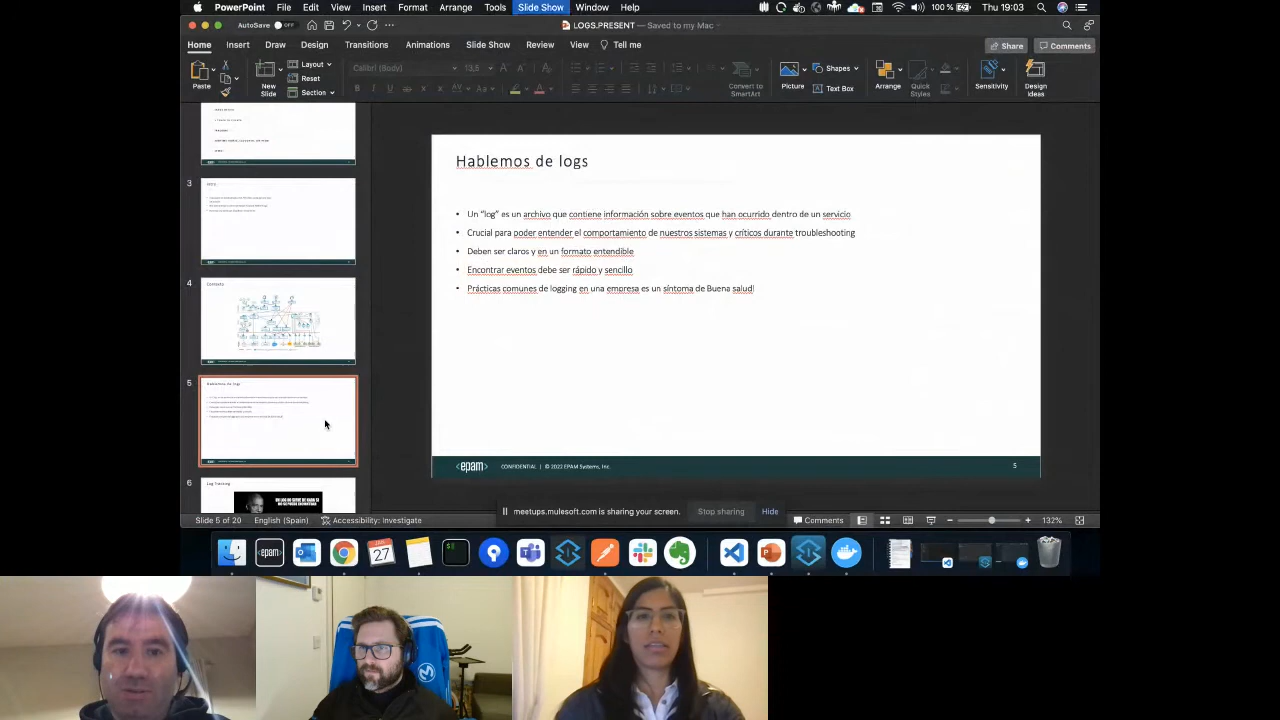 PowerPoint File Edit View Insert Format Arrange Tools Slide Show Window Help 100 % Thu 19:03
AutoSave OFF LOGS.PRESENT — Saved to my Mac
Home Insert Draw Design Transitions Animations Slide Show Review View Tell me Share Comments
Paste New Slide Layout Reset Section Calibri (Body) 13,5 Convert to SmartArt Picture Shapes Text Box Arrange Quick Styles Sensitivity Design Ideas
3
Intro
4
Contexto
5
Hablemos de logs
6
Log Tracking
Hablemos de logs
• Un 'log' es un archivo que contiene información sobre eventos que han ocurrido dentro de un servicio
• Crucial para poder entender el comportamiento de nuestros sistemas y críticos durante troubleshooting
• Deben ser claros y en un formato entendible
• Encontrar eventos debe ser rápido y sencillo
• Prácticas comunes de logging en una empresa es un síntoma de Buena salud!
<epam> CONFIDENTIAL | © 2022 EPAM Systems, Inc. 5
meetups.mulesoft.com is sharing your screen. Stop sharing Hide
Slide 5 of 20 English (Spain) Accessibility: Investigate Comments 132%
<epam> JAN 27